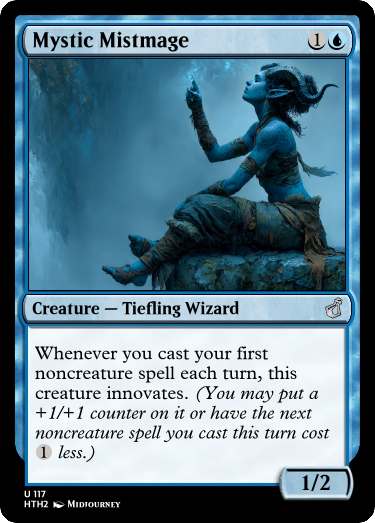 Mystic Mistmage 1
Creature — Tiefling Wizard
Whenever you cast your first
noncreature spell each turn, this
creature innovates. (You may put a
+1/+1 counter on it or have the next
noncreature spell you cast this turn cost
1 less.)
1/2
U 117
HTH2 Midjourney